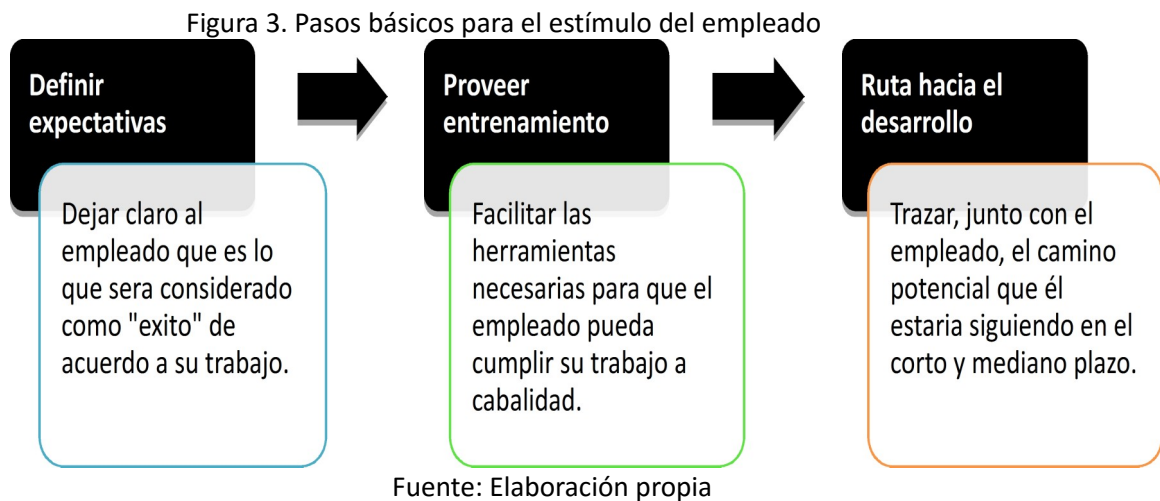 Figura 3. Pasos básicos para el estímulo del empleado
Definir
expectativas
Dejar claro al
empleado que es lo
que sera considerado
como "exito" de
acuerdo a su trabajo.
Proveer
entrenamiento
Facilitar las
herramientas
necesarias para que el
empleado pueda
cumplir su trabajo a
cabalidad.
Ruta hacia el
desarrollo
Trazar, junto con el
empleado, el camino
potencial que él
estaria siguiendo en el
corto y mediano plazo.
Fuente: Elaboración propia